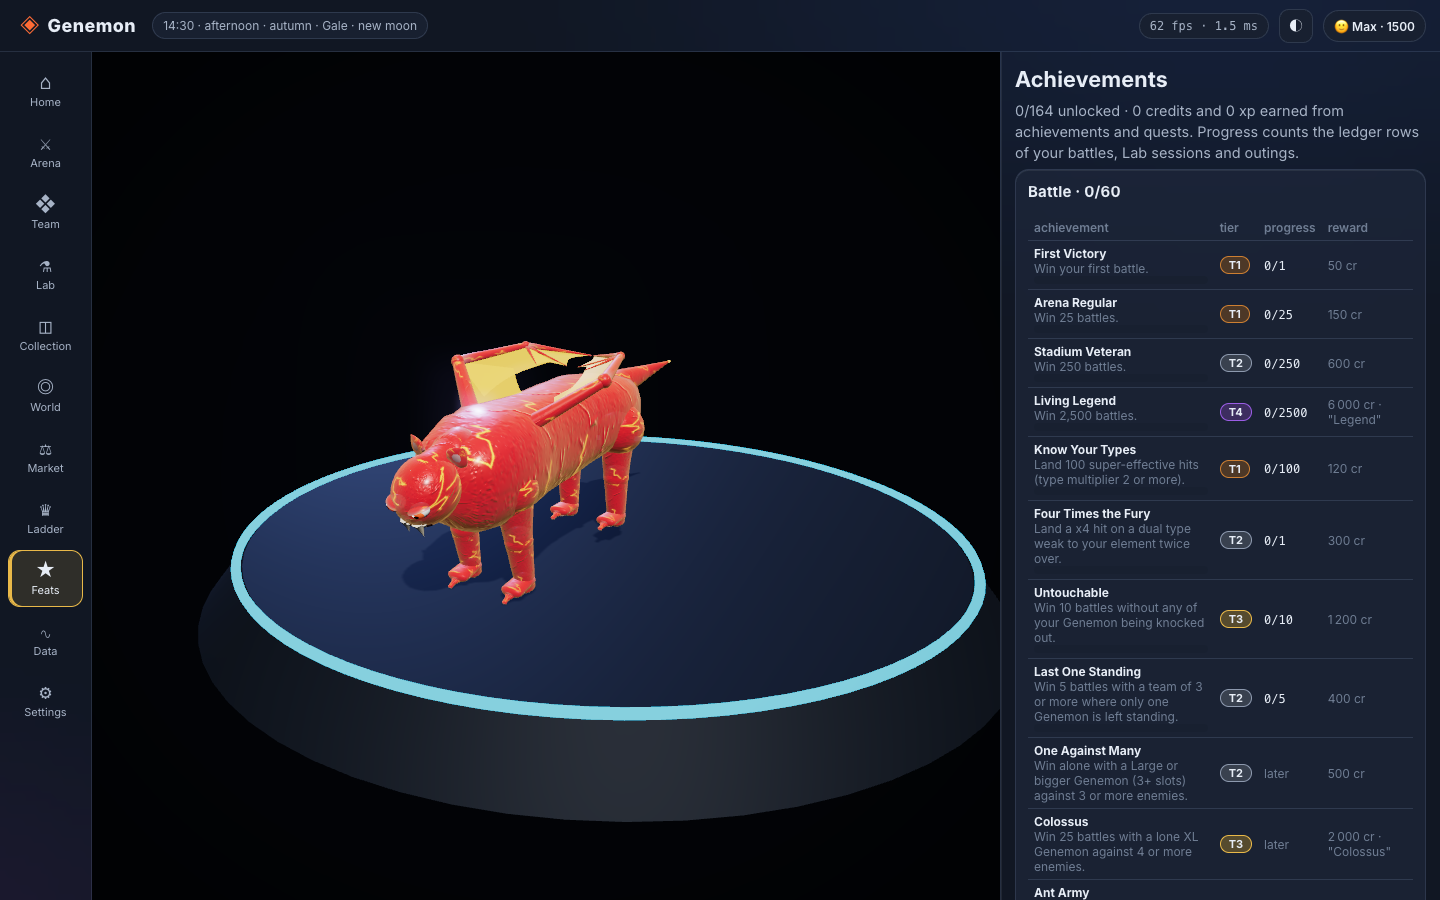 Genemon
14:30 · afternoon · autumn · Gale · new moon
62 fps · 1.5 ms
Max · 1500
Home
Arena
Team
Lab
Collection
World
Market
Ladder
Feats
Data
Settings
Achievements
0/164 unlocked · 0 credits and 0 xp earned from
achievements and quests. Progress counts the ledger rows
of your battles, Lab sessions and outings.
Battle · 0/60
achievement tier progress reward
First Victory
Win your first battle.
T1 0/1 50 cr
Arena Regular
Win 25 battles.
T1 0/25 150 cr
Stadium Veteran
Win 250 battles.
T2 0/250 600 cr
Living Legend
Win 2,500 battles.
T4 0/2500 6 000 cr ·
"Legend"
Know Your Types
Land 100 super-effective hits
(type multiplier 2 or more).
T1 0/100 120 cr
Four Times the Fury
Land a x4 hit on a dual type
weak to your element twice
over.
T2 0/1 300 cr
Untouchable
Win 10 battles without any of
your Genemon being knocked
out.
T3 0/10 1 200 cr
Last One Standing
Win 5 battles with a team of 3
or more where only one
Genemon is left standing.
T2 0/5 400 cr
One Against Many
Win alone with a Large or
bigger Genemon (3+ slots)
against 3 or more enemies.
T2 later 500 cr
Colossus
Win 25 battles with a lone XL
Genemon against 4 or more
enemies.
T3 later 2 000 cr ·
"Colossus"
Ant Army